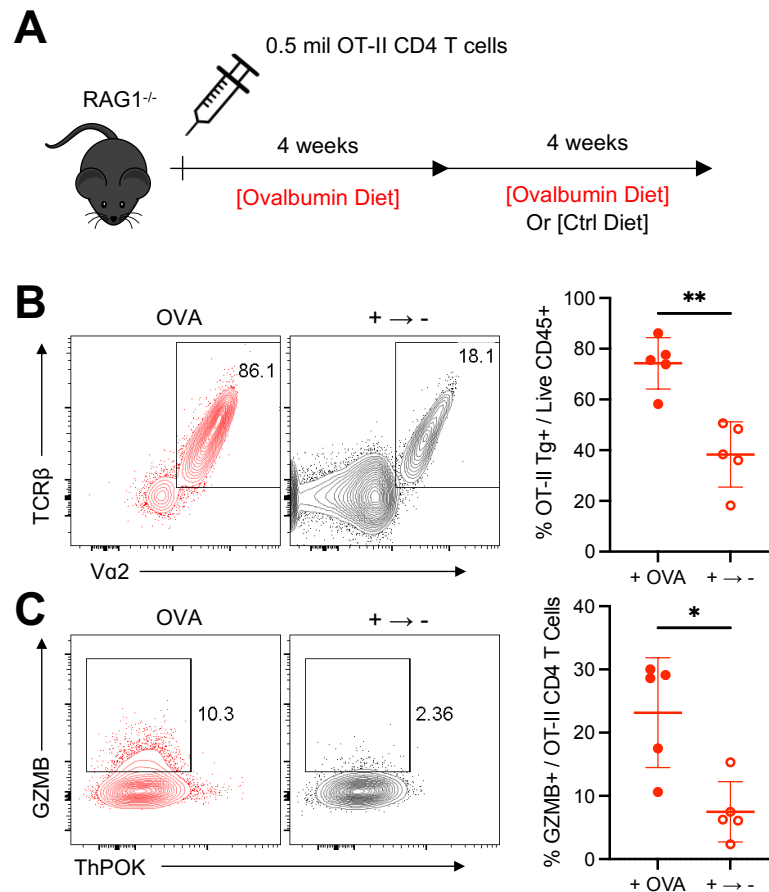 A
0.5 mil OT-II CD4 T cells
RAG1-/-
4 weeks
4 weeks
[Ovalbumin Diet]
[Ovalbumin Diet]
Or [Ctrl Diet]
B
OVA
+ → -
86.1
18.1
TCRβ
Vα2
% OT-II Tg+ / Live CD45+
100
80
60
40
20
0
**
+ OVA
+ → -
C
OVA
+ → -
10.3
2.36
GZMB
ThPOK
% GZMB+ / OT-II CD4 T Cells
40
30
20
10
0
*
+ OVA
+ → -